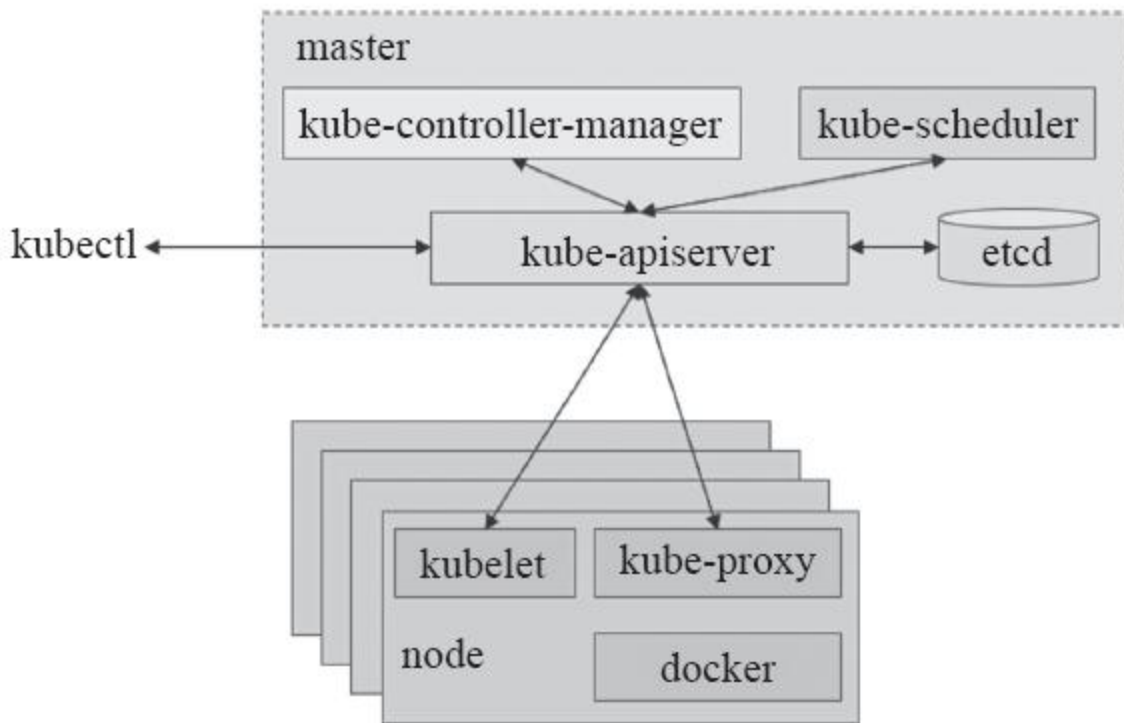 master
kube-controller-manager
kube-scheduler
kubectl
kube-apiserver
etcd
kubelet
kube-proxy
node
docker